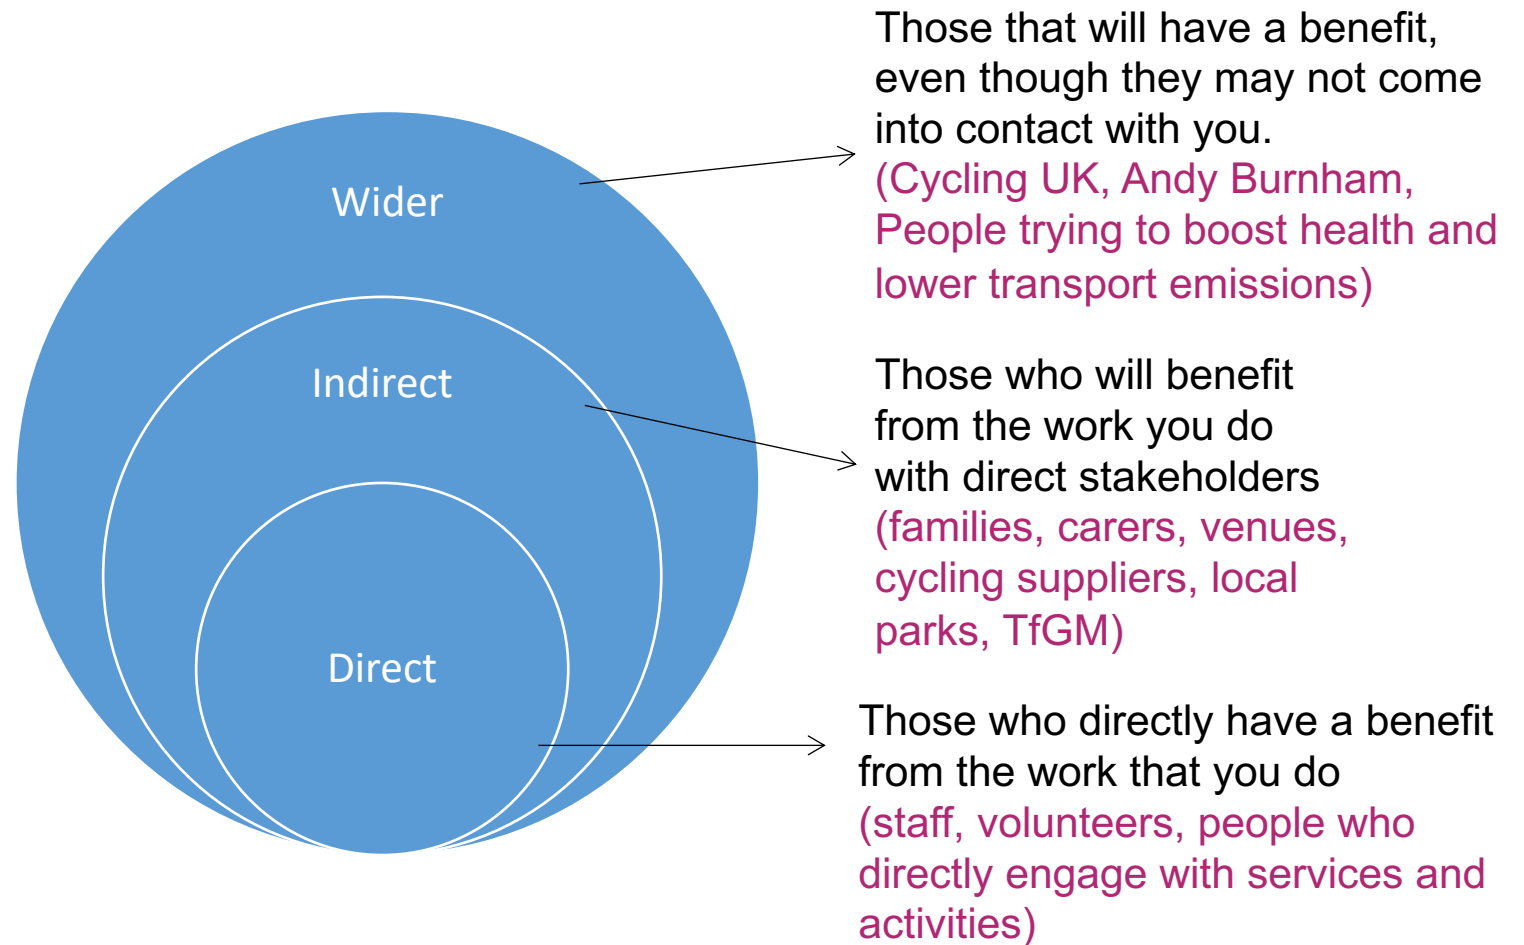 Those that will have a benefit,
even though they may not come
into contact with you.
(Cycling UK, Andy Burnham,
People trying to boost health and
lower transport emissions)
Wider
Those who will benefit
from the work you do
with direct stakeholders
(families, carers, venues,
cycling suppliers, local
parks, TfGM)
Indirect
Those who directly have a benefit
from the work that you do
(staff, volunteers, people who
directly engage with services and
activities)
Direct